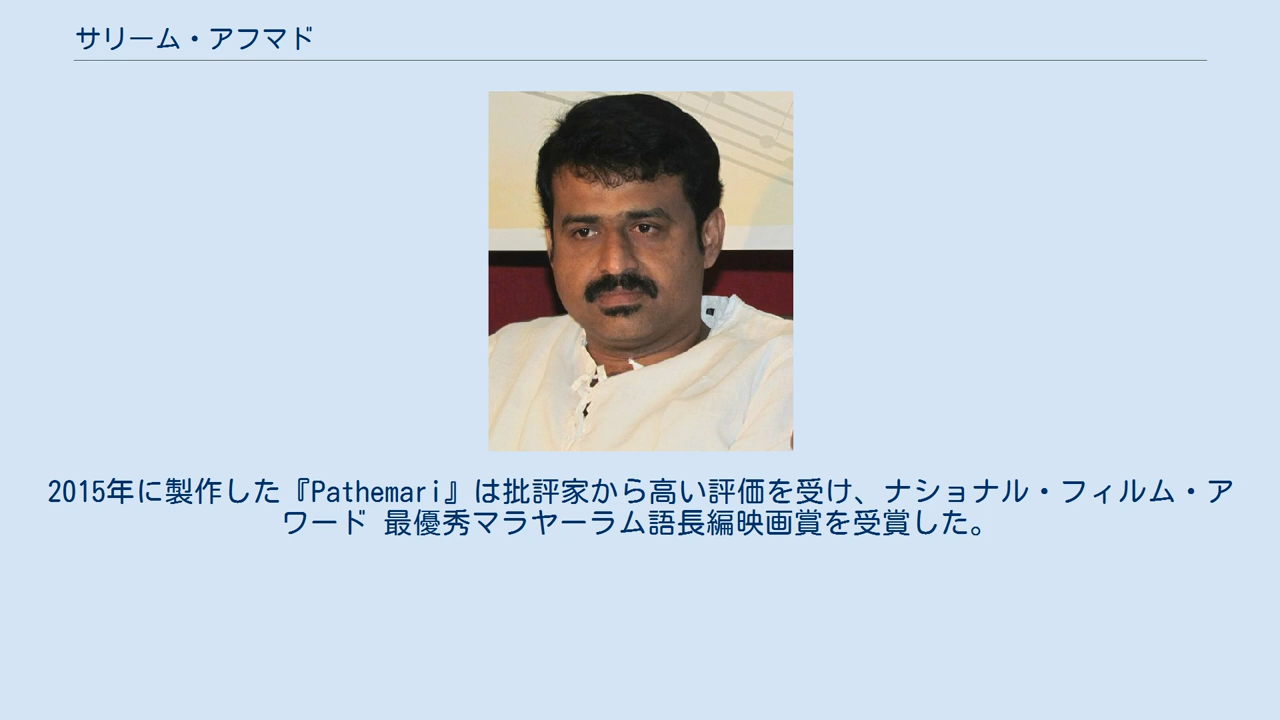 サリーム・アフマド
2015年に製作した『Pathemari』は批評家から高い評価を受け、ナショナル・フィルム・ア
ワード 最優秀マラヤーラム語長編映画賞を受賞した。